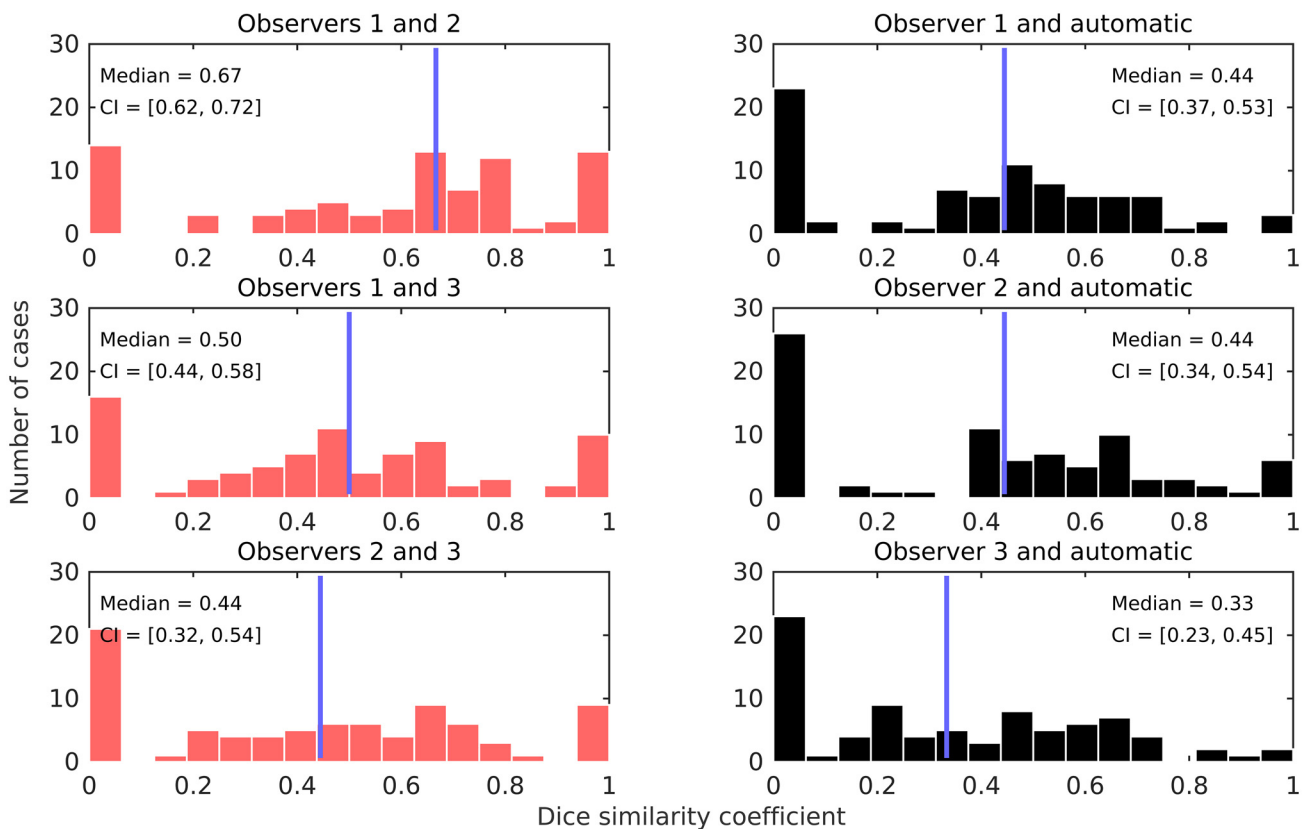 Observers 1 and 2
Median = 0.67
CI = [0.62, 0.72]
30
20
10
0
0 0.2 0.4 0.6 0.8 1
Observer 1 and automatic
Median = 0.44
CI = [0.37, 0.53]
30
20
10
0
0 0.2 0.4 0.6 0.8 1
Number of cases
Observers 1 and 3
Median = 0.50
CI = [0.44, 0.58]
30
20
10
0
0 0.2 0.4 0.6 0.8 1
Observer 2 and automatic
Median = 0.44
CI = [0.34, 0.54]
30
20
10
0
0 0.2 0.4 0.6 0.8 1
Observers 2 and 3
Median = 0.44
CI = [0.32, 0.54]
30
20
10
0
0 0.2 0.4 0.6 0.8 1
Observer 3 and automatic
Median = 0.33
CI = [0.23, 0.45]
30
20
10
0
0 0.2 0.4 0.6 0.8 1
Dice similarity coefficient